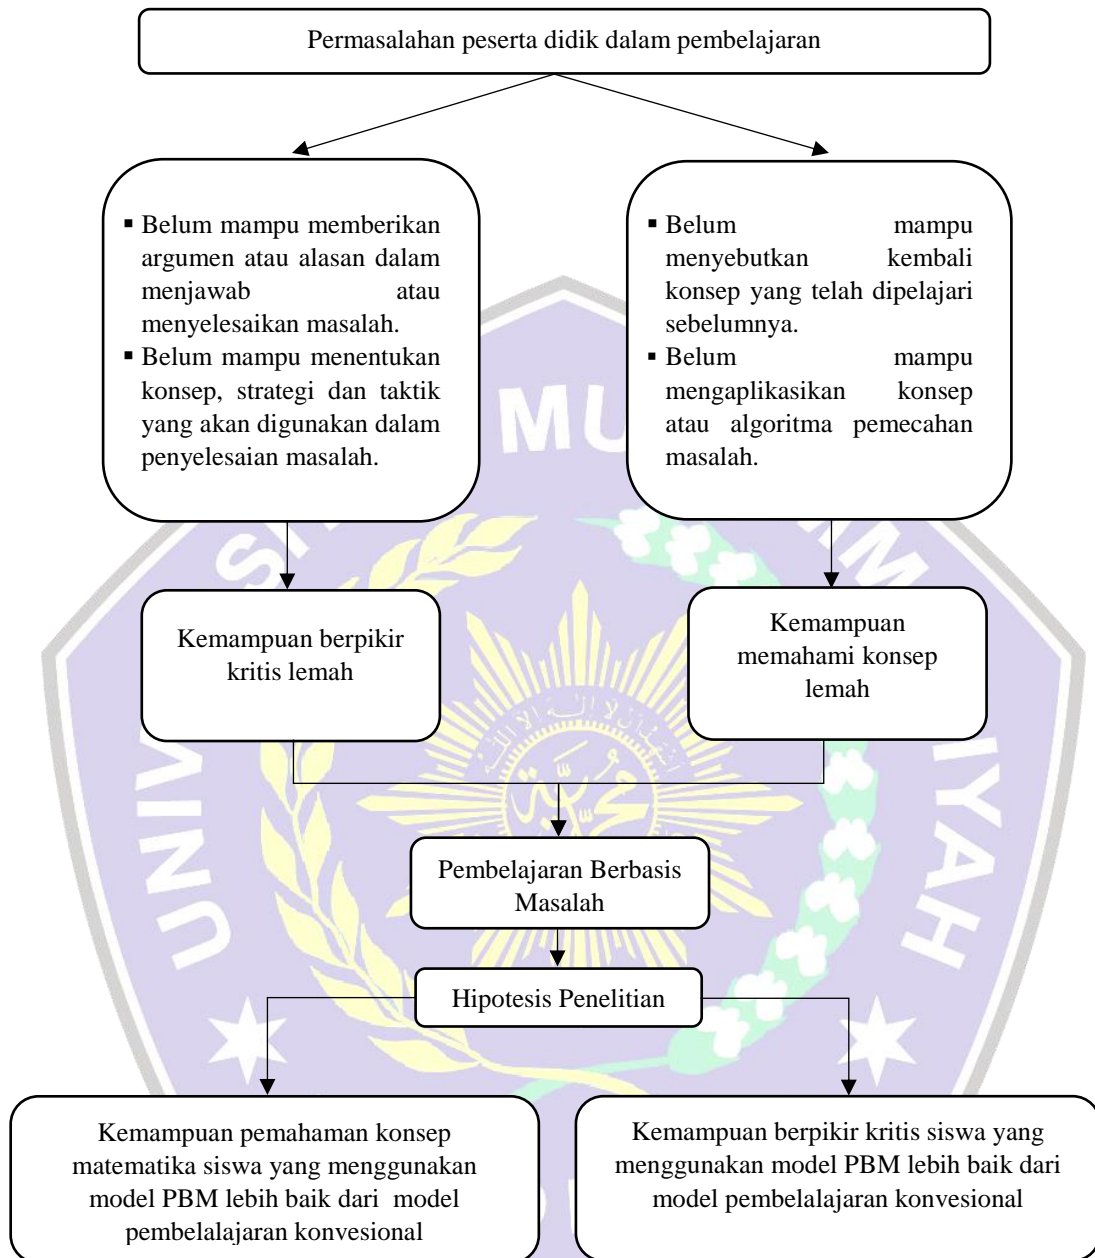 Permasalahan peserta didik dalam pembelajaran
▪ Belum mampu memberikan
argumen atau alasan dalam
menjawab atau
menyelesaikan masalah.
▪ Belum mampu menentukan
konsep, strategi dan taktik
yang akan digunakan dalam
penyelesaian masalah.
▪ Belum mampu
menyebutkan kembali
konsep yang telah dipelajari
sebelumnya.
▪ Belum mampu
mengaplikasikan konsep
atau algoritma pemecahan
masalah.
Kemampuan berpikir
kritis lemah
Kemampuan
memahami konsep
lemah
Pembelajaran Berbasis
Masalah
Hipotesis Penelitian
Kemampuan pemahaman konsep
matematika siswa yang menggunakan
model PBM lebih baik dari model
pembelalajaran konvesional
Kemampuan berpikir kritis siswa yang
menggunakan model PBM lebih baik dari
model pembelalajaran konvesional